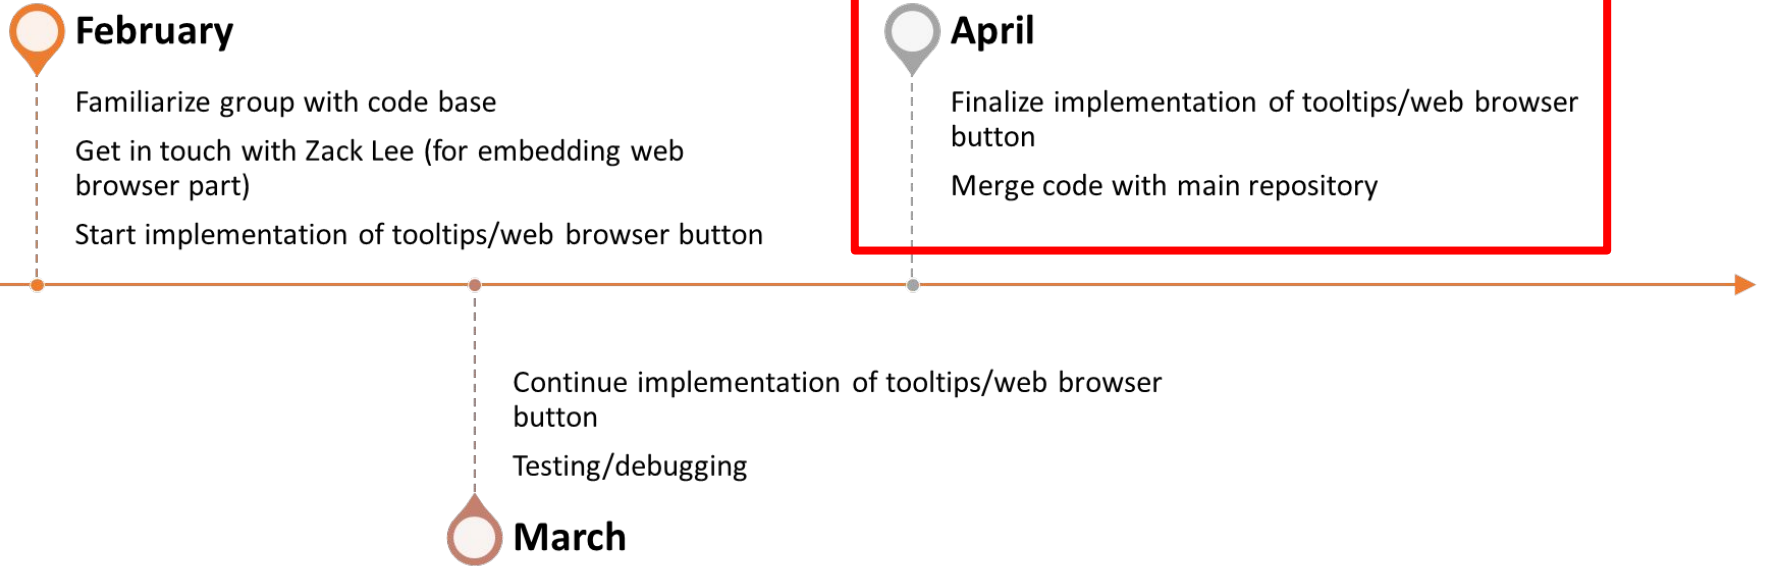 February
Familiarize group with code base
Get in touch with Zack Lee (for embedding web
browser part)
Start implementation of tooltips/web browser button
April
Finalize implementation of tooltips/web browser
button
Merge code with main repository
Continue implementation of tooltips/web browser
button
Testing/debugging
March